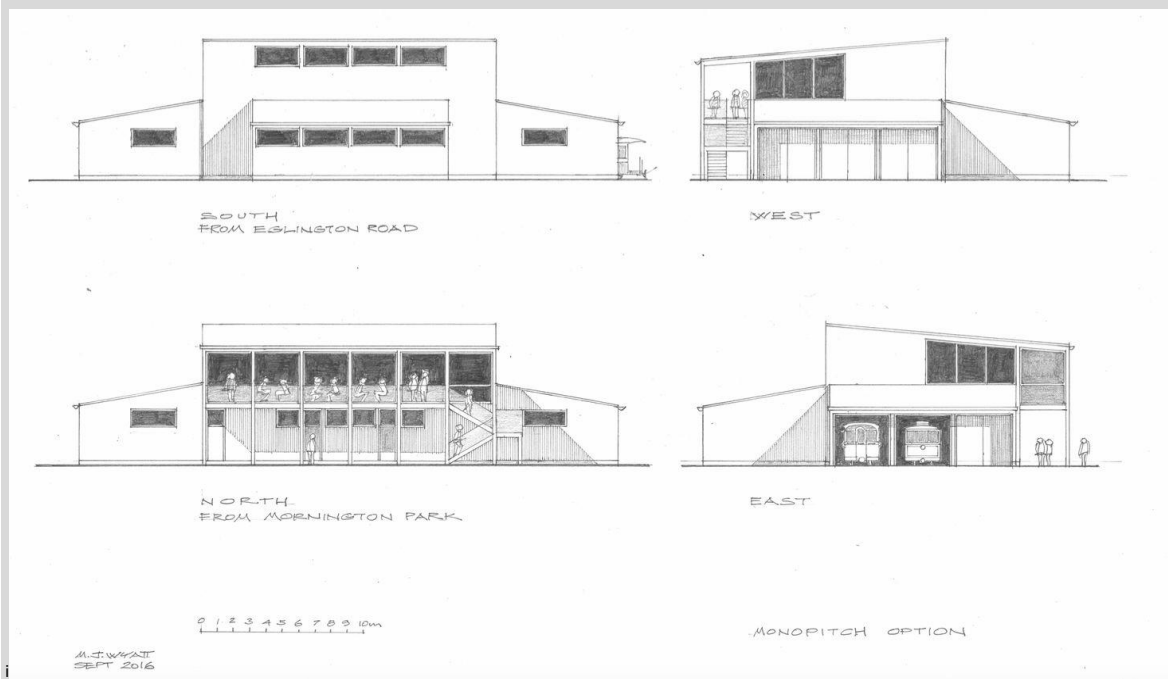 SOUTH
FROM EGLINGTON ROAD
WEST
NORTH
FROM MORNINGTON PARK
EAST
0 1 2 3 4 5 6 7 8 9 10m
MONOPITCH OPTION
M.J. WYATT
SEPT 2016
i